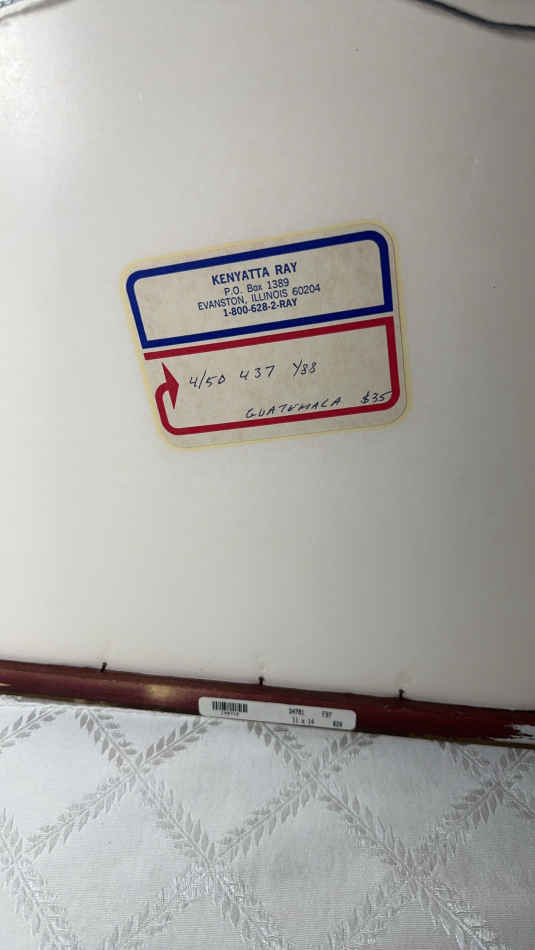 KENYATTA RAY
P.O. Box 1389
EVANSTON, ILLINOIS 60204
1-800-628-2-RAY
4/50 437 Y88
GUATEMALA $35
11 x 14